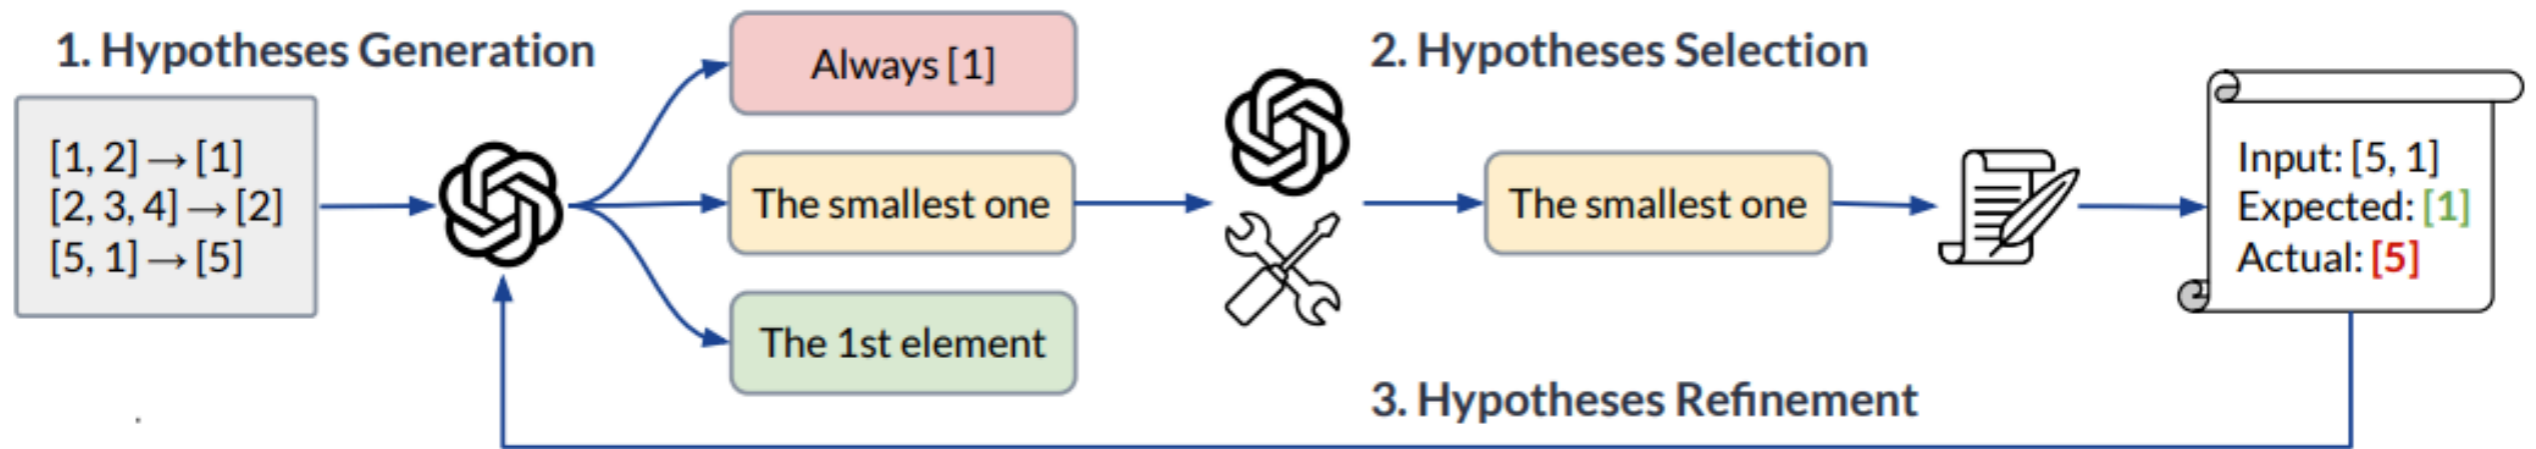 1. Hypotheses Generation
[1, 2] → [1]
[2, 3, 4] → [2]
[5, 1] → [5]
Always [1]
The smallest one
The 1st element
2. Hypotheses Selection
The smallest one
Input: [5, 1]
Expected: [1]
Actual: [5]
3. Hypotheses Refinement